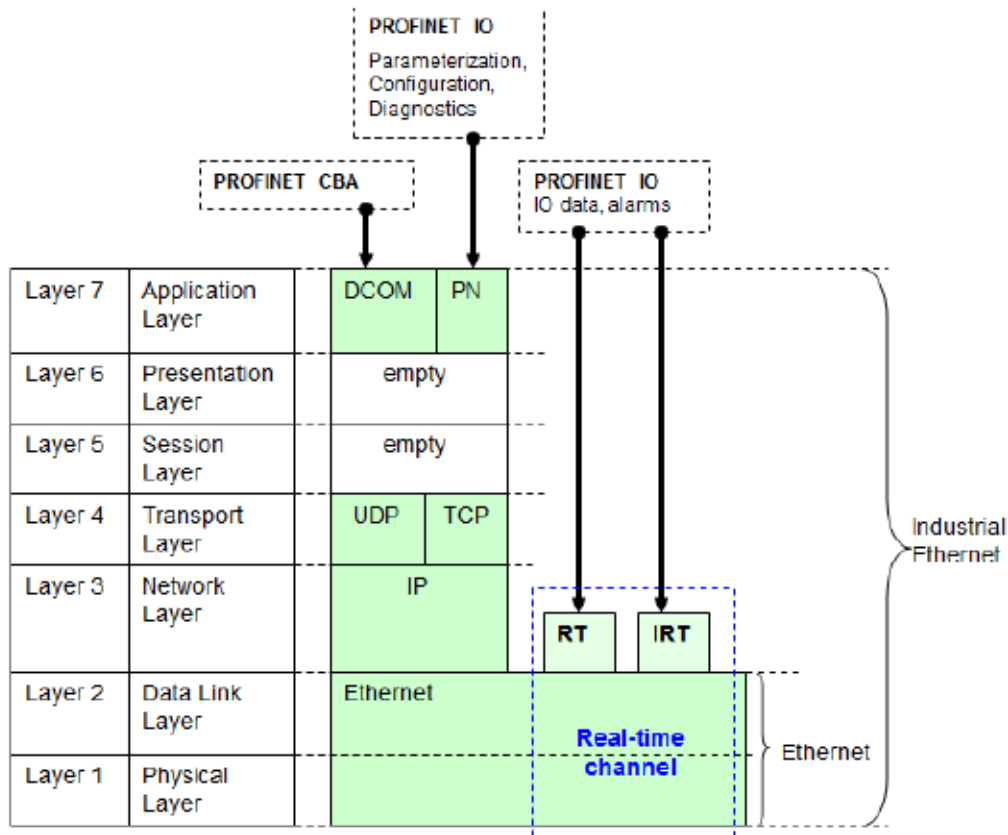 PROFINET IO
Parameterization,
Configuration,
Diagnostics
PROFINET CBA
PROFINET IO
IO data, alarms
Layer 7 Application Layer DCOM PN
Layer 6 Presentation Layer empty
Layer 5 Session Layer empty
Layer 4 Transport Layer UDP TCP
Layer 3 Network Layer IP
RT IRT
Layer 2 Data Link Layer Ethernet
Layer 1 Physical Layer
Real-time
channel
Ethernet
Industrial
Ethernet